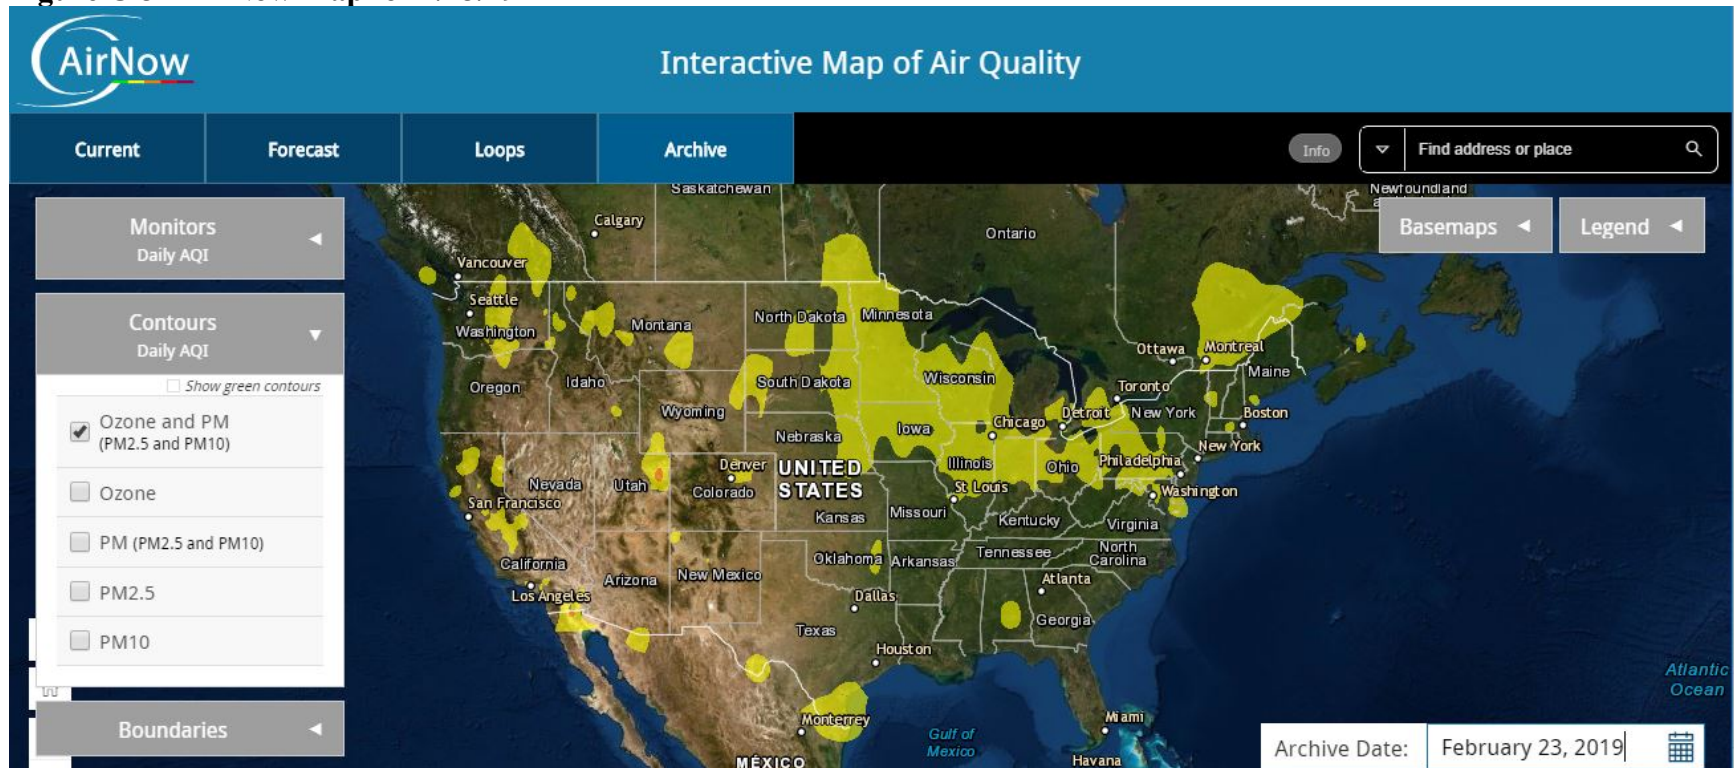 AirNow
Interactive Map of Air Quality
Current
Forecast
Loops
Archive
Info
Find address or place
Monitors
Daily AQI
Contours
Daily AQI
Show green contours
Ozone and PM
(PM2.5 and PM10)
Ozone
PM (PM2.5 and PM10)
PM2.5
PM10
Boundaries
Basemaps
Legend
Saskatchewan
Newfoundland
Calgary
Ontario
Vancouver
Seattle
Washington
Montana
North Dakota
Minnesota
Ottawa
Montreal
Maine
Oregon
Idaho
South Dakota
Wisconsin
Toronto
Wyoming
Detroit
New York
Boston
Chicago
Nebraska
Iowa
New York
Denver
UNITED
STATES
Illinois
Ohio
Philadelphia
Nevada
Utah
Colorado
St Louis
Washington
San Francisco
Kansas
Missouri
Kentucky
Virginia
California
Oklahoma
Arkansas
Tennessee
North
Carolina
Arizona
New Mexico
Atlanta
Los Angeles
Dallas
Georgia
Texas
Houston
Atlantic
Ocean
Monterrey
Miami
Gulf of
Mexico
MÉXICO
Havana
Archive Date:
February 23, 2019